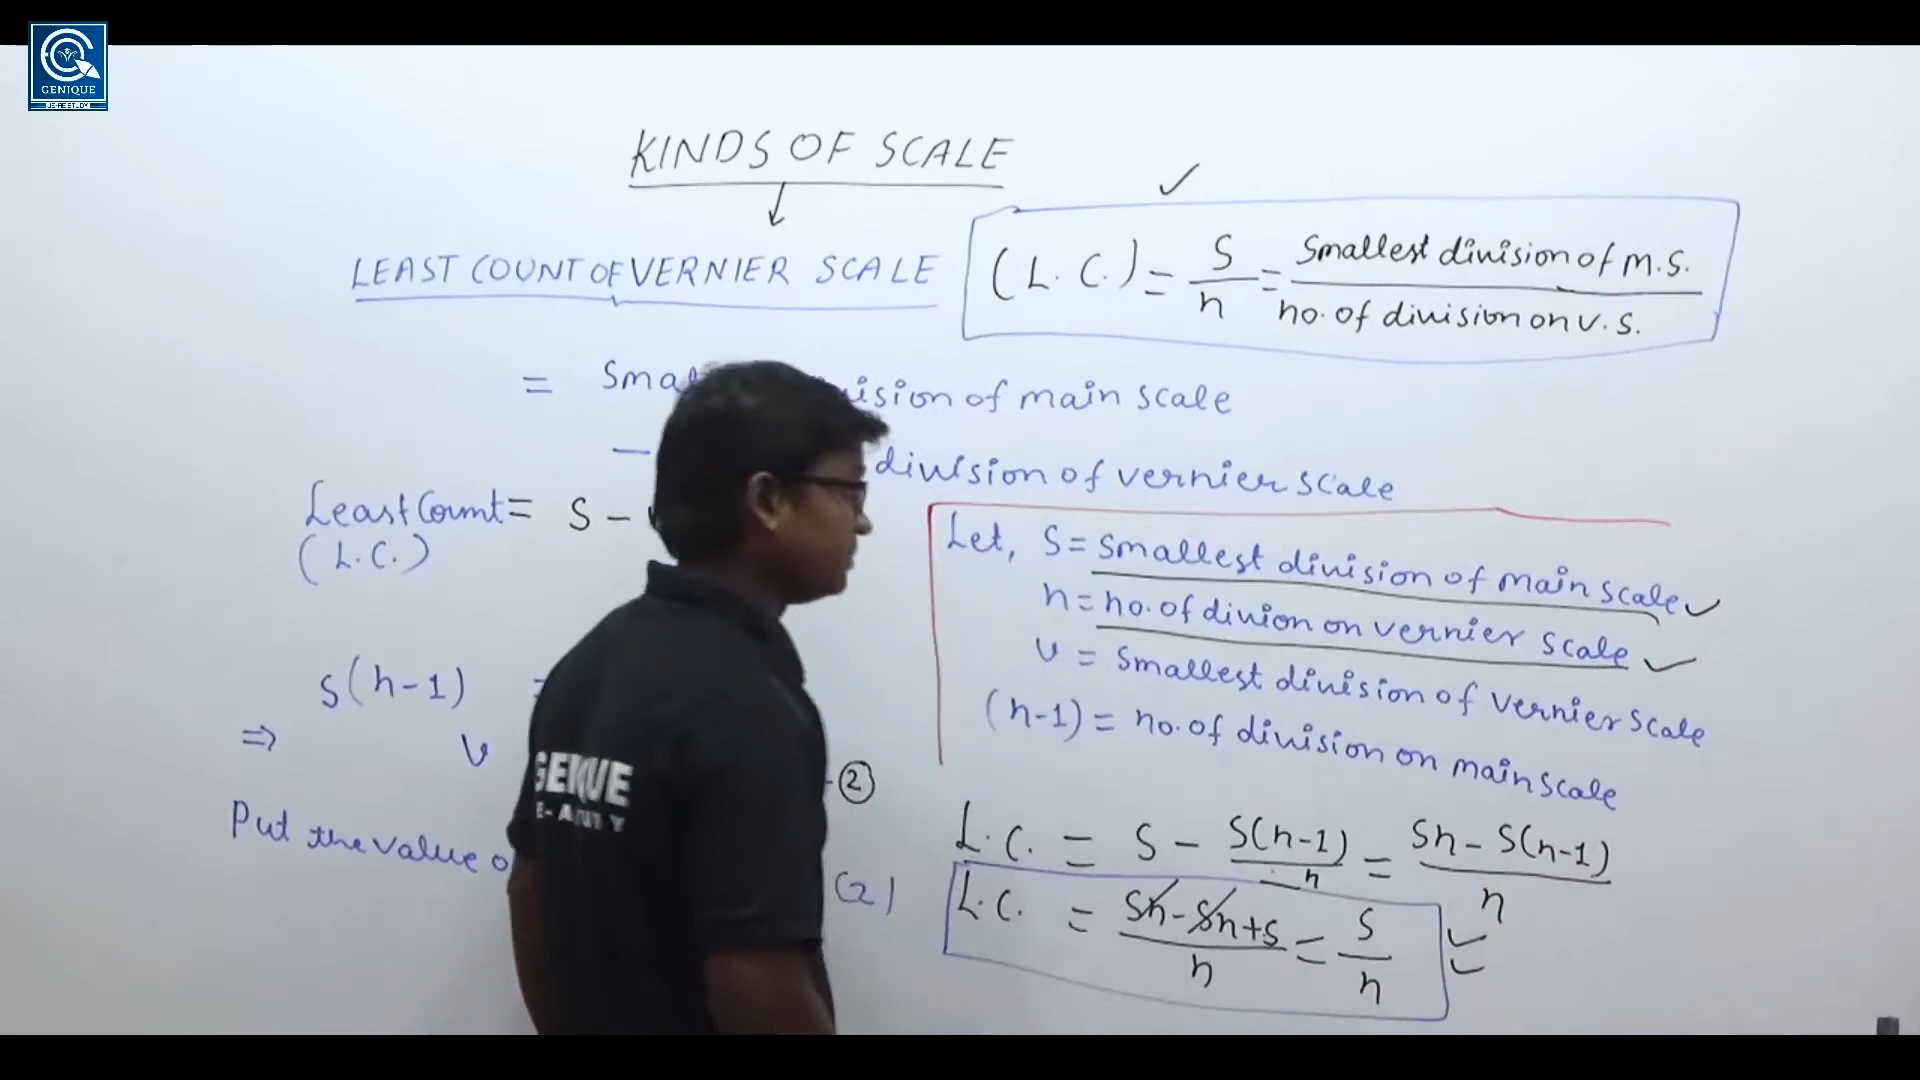 GENIQUE
KINDS OF SCALE
LEAST COUNT OF VERNIER SCALE
(L. C.) = S/n = Smallest division of m.s. / no. of division on v.s.
= Sma ision of main scale
- division of vernier scale
Least Count = S -
(L.C.)
Let, S = Smallest division of main scale ✓
n = no. of divion on vernier scale ✓
v = Smallest division of vernier scale
(n-1) = no. of division on main scale
S(n-1) =
⇒ v
- ②
Put the value o (2)
L.C. = S - S(n-1)/n = Sn - S(n-1)/n
L.C. = Sn - Sn + S/n = S/n
GENIQUE